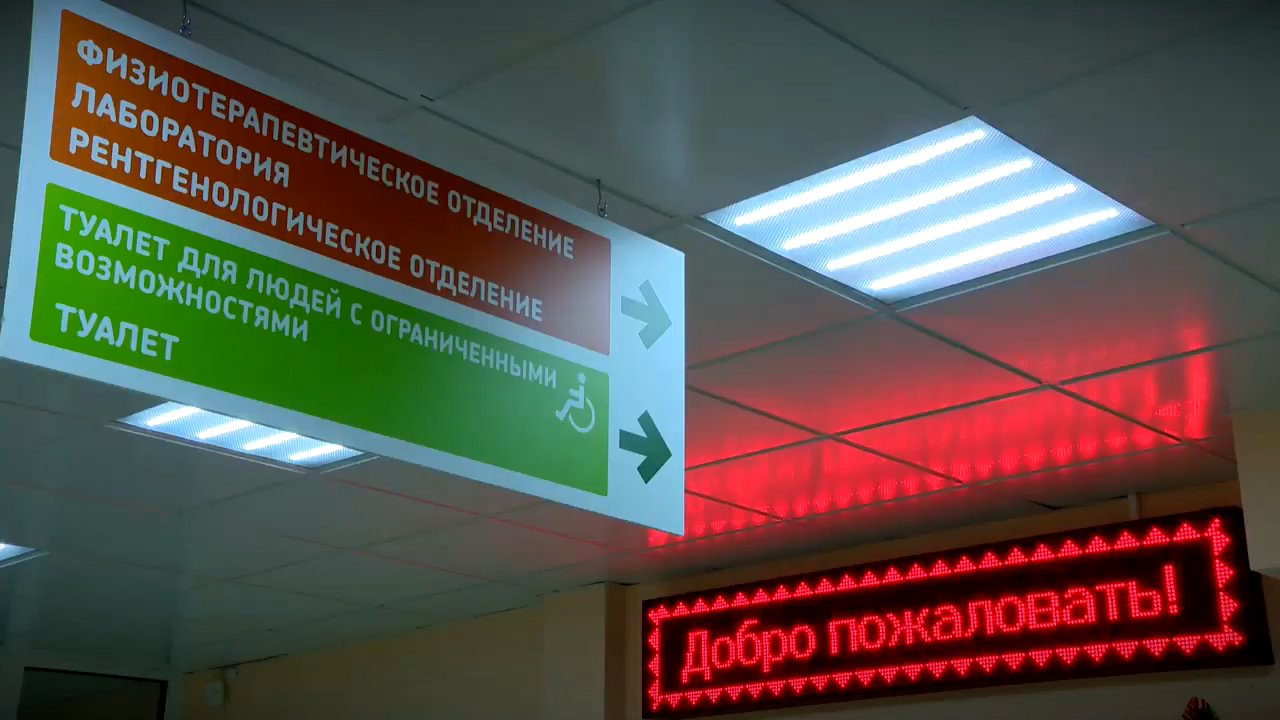 ФИЗИОТЕРАПЕВТИЧЕСКОЕ ОТДЕЛЕНИЕ
ЛАБОРАТОРИЯ
РЕНТГЕНОЛОГИЧЕСКОЕ ОТДЕЛЕНИЕ
ТУАЛЕТ ДЛЯ ЛЮДЕЙ С ОГРАНИЧЕННЫМИ
ВОЗМОЖНОСТЯМИ
ТУАЛЕТ
Добро пожаловать!